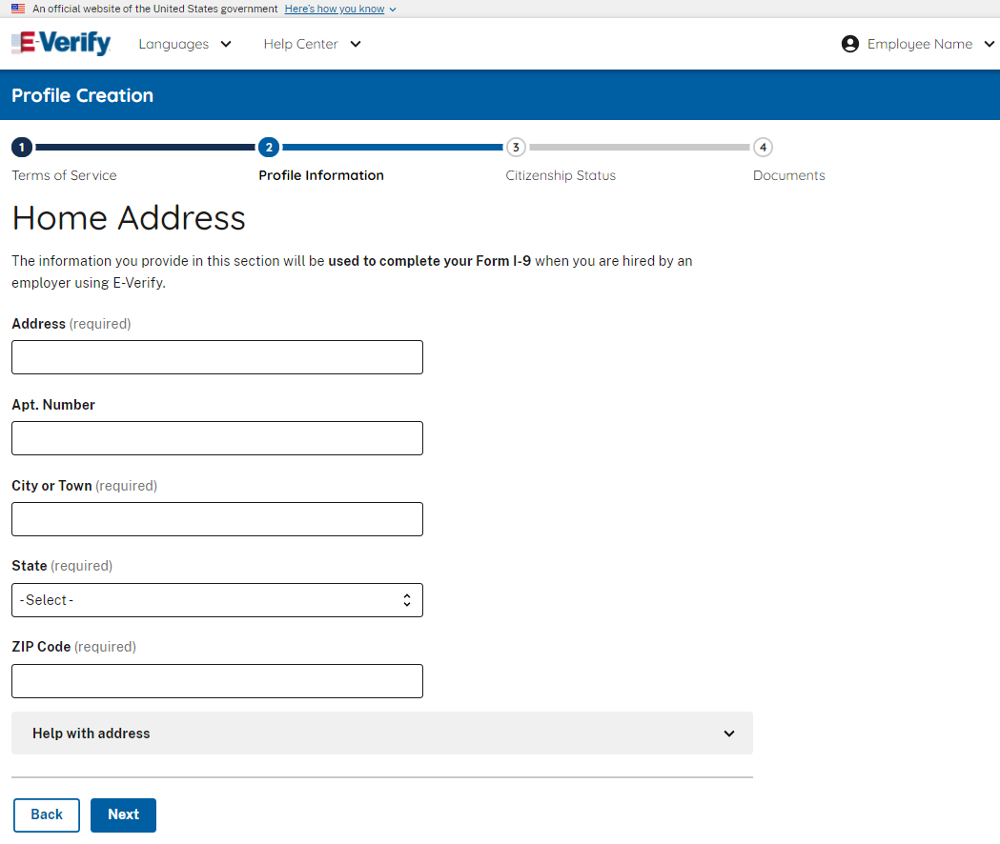 An official website of the United States government Here's how you know
E-Verify Languages Help Center Employee Name
Profile Creation
1 2 3 4
Terms of Service Profile Information Citizenship Status Documents
Home Address
The information you provide in this section will be used to complete your Form I-9 when you are hired by an
employer using E-Verify.
Address (required)
Apt. Number
City or Town (required)
State (required)
- Select -
ZIP Code (required)
Help with address
Back Next